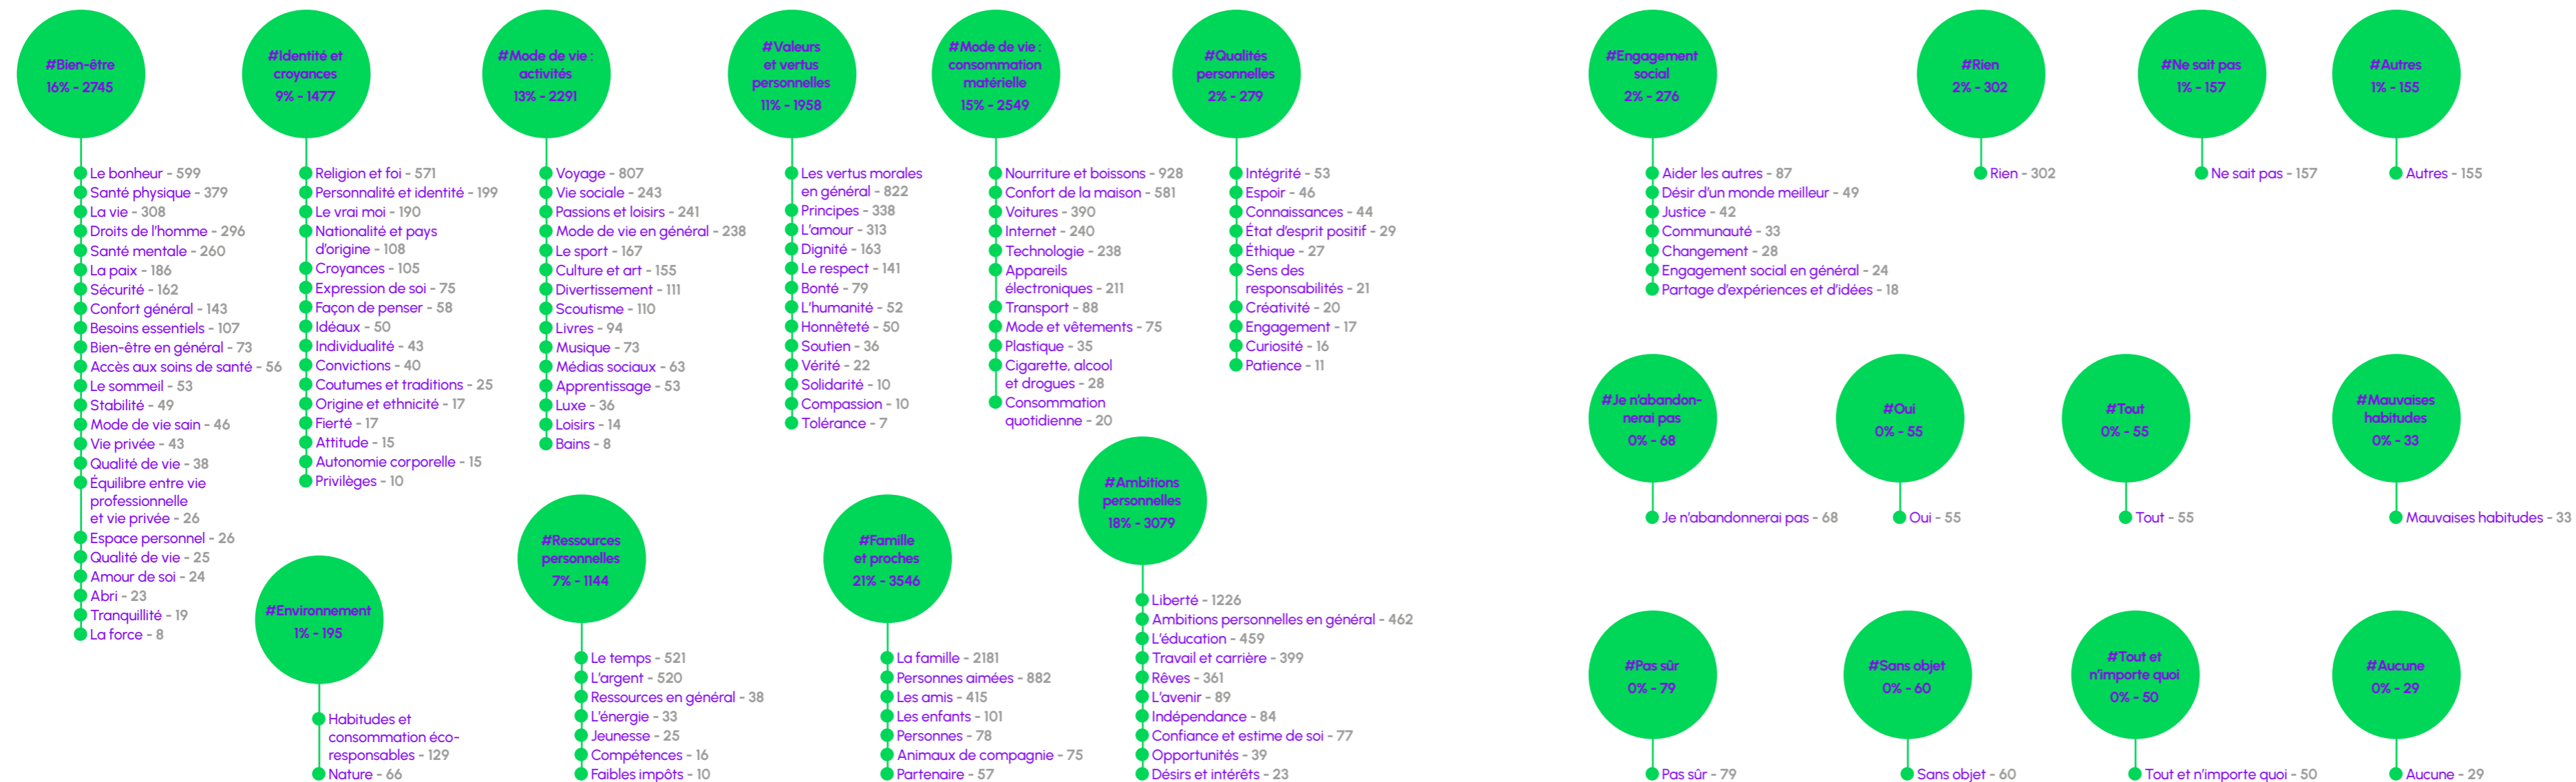 #Bien-être
16% - 2745
Le bonheur - 599
Santé physique - 379
La vie - 308
Droits de l'homme - 296
Santé mentale - 260
La paix - 186
Sécurité - 162
Confort général - 143
Besoins essentiels - 107
Bien-être en général - 73
Accès aux soins de santé - 56
Le sommeil - 53
Stabilité - 49
Mode de vie sain - 46
Vie privée - 43
Qualité de vie - 38
Équilibre entre vie
professionnelle
et vie privée - 26
Espace personnel - 26
Qualité de vie - 25
Amour de soi - 24
Abri - 23
Tranquillité - 19
La force - 8
#Identité et
croyances
9% - 1477
Religion et foi - 571
Personnalité et identité - 199
Le vrai moi - 190
Nationalité et pays
d'origine - 108
Croyances - 105
Expression de soi - 75
Façon de penser - 58
Idéaux - 50
Individualité - 43
Convictions - 40
Coutumes et traditions - 25
Origine et ethnicité - 17
Fierté - 17
Attitude - 15
Autonomie corporelle - 15
Privilèges - 10
#Mode de vie :
activités
13% - 2291
Voyage - 807
Vie sociale - 243
Passions et loisirs - 241
Mode de vie en général - 238
Le sport - 167
Culture et art - 155
Divertissement - 111
Scoutisme - 110
Livres - 94
Musique - 73
Médias sociaux - 63
Apprentissage - 53
Luxe - 36
Loisirs - 14
Bains - 8
#Valeurs
et vertus
personnelles
11% - 1958
Les vertus morales
en général - 822
Principes - 338
L'amour - 313
Dignité - 163
Le respect - 141
Bonté - 79
L'humanité - 52
Honnêteté - 50
Soutien - 36
Vérité - 22
Solidarité - 10
Compassion - 10
Tolérance - 7
#Mode de vie :
consommation
matérielle
15% - 2549
Nourriture et boissons - 928
Confort de la maison - 581
Voitures - 390
Internet - 240
Technologie - 238
Appareils
électroniques - 211
Transport - 88
Mode et vêtements - 75
Plastique - 35
Cigarette, alcool
et drogues - 28
Consommation
quotidienne - 20
#Qualités
personnelles
2% - 279
Intégrité - 53
Espoir - 46
Connaissances - 44
État d'esprit positif - 29
Éthique - 27
Sens des
responsabilités - 21
Créativité - 20
Engagement - 17
Curiosité - 16
Patience - 11
#Environnement
1% - 195
Habitudes et
consommation éco-
responsables - 129
Nature - 66
#Ressources
personnelles
7% - 1144
Le temps - 521
L'argent - 520
Ressources en général - 38
L'énergie - 33
Jeunesse - 25
Compétences - 16
Faibles impôts - 10
#Famille
et proches
21% - 3546
La famille - 2181
Personnes aimées - 882
Les amis - 415
Les enfants - 101
Personnes - 78
Animaux de compagnie - 75
Partenaire - 57
#Ambitions
personnelles
18% - 3079
Liberté - 1226
Ambitions personnelles en général - 462
L'éducation - 459
Travail et carrière - 399
Rêves - 361
L'avenir - 89
Indépendance - 84
Confiance et estime de soi - 77
Opportunités - 39
Désirs et intérêts - 23
#Engagement
social
2% - 276
Aider les autres - 87
Désir d'un monde meilleur - 49
Justice - 42
Communauté - 33
Changement - 28
Engagement social en général - 24
Partage d'expériences et d'idées - 18
#Rien
2% - 302
Rien - 302
#Ne sait pas
1% - 157
Ne sait pas - 157
#Autres
1% - 155
Autres - 155
#Je n'abandon-
nerai pas
0% - 68
Je n'abandonnerai pas - 68
#Oui
0% - 55
Oui - 55
#Tout
0% - 55
Tout - 55
#Mauvaises
habitudes
0% - 33
Mauvaises habitudes - 33
#Pas sûr
0% - 79
Pas sûr - 79
#Sans objet
0% - 60
Sans objet - 60
#Tout et
n'importe quoi
0% - 50
Tout et n'importe quoi - 50
#Aucune
0% - 29
Aucune - 29